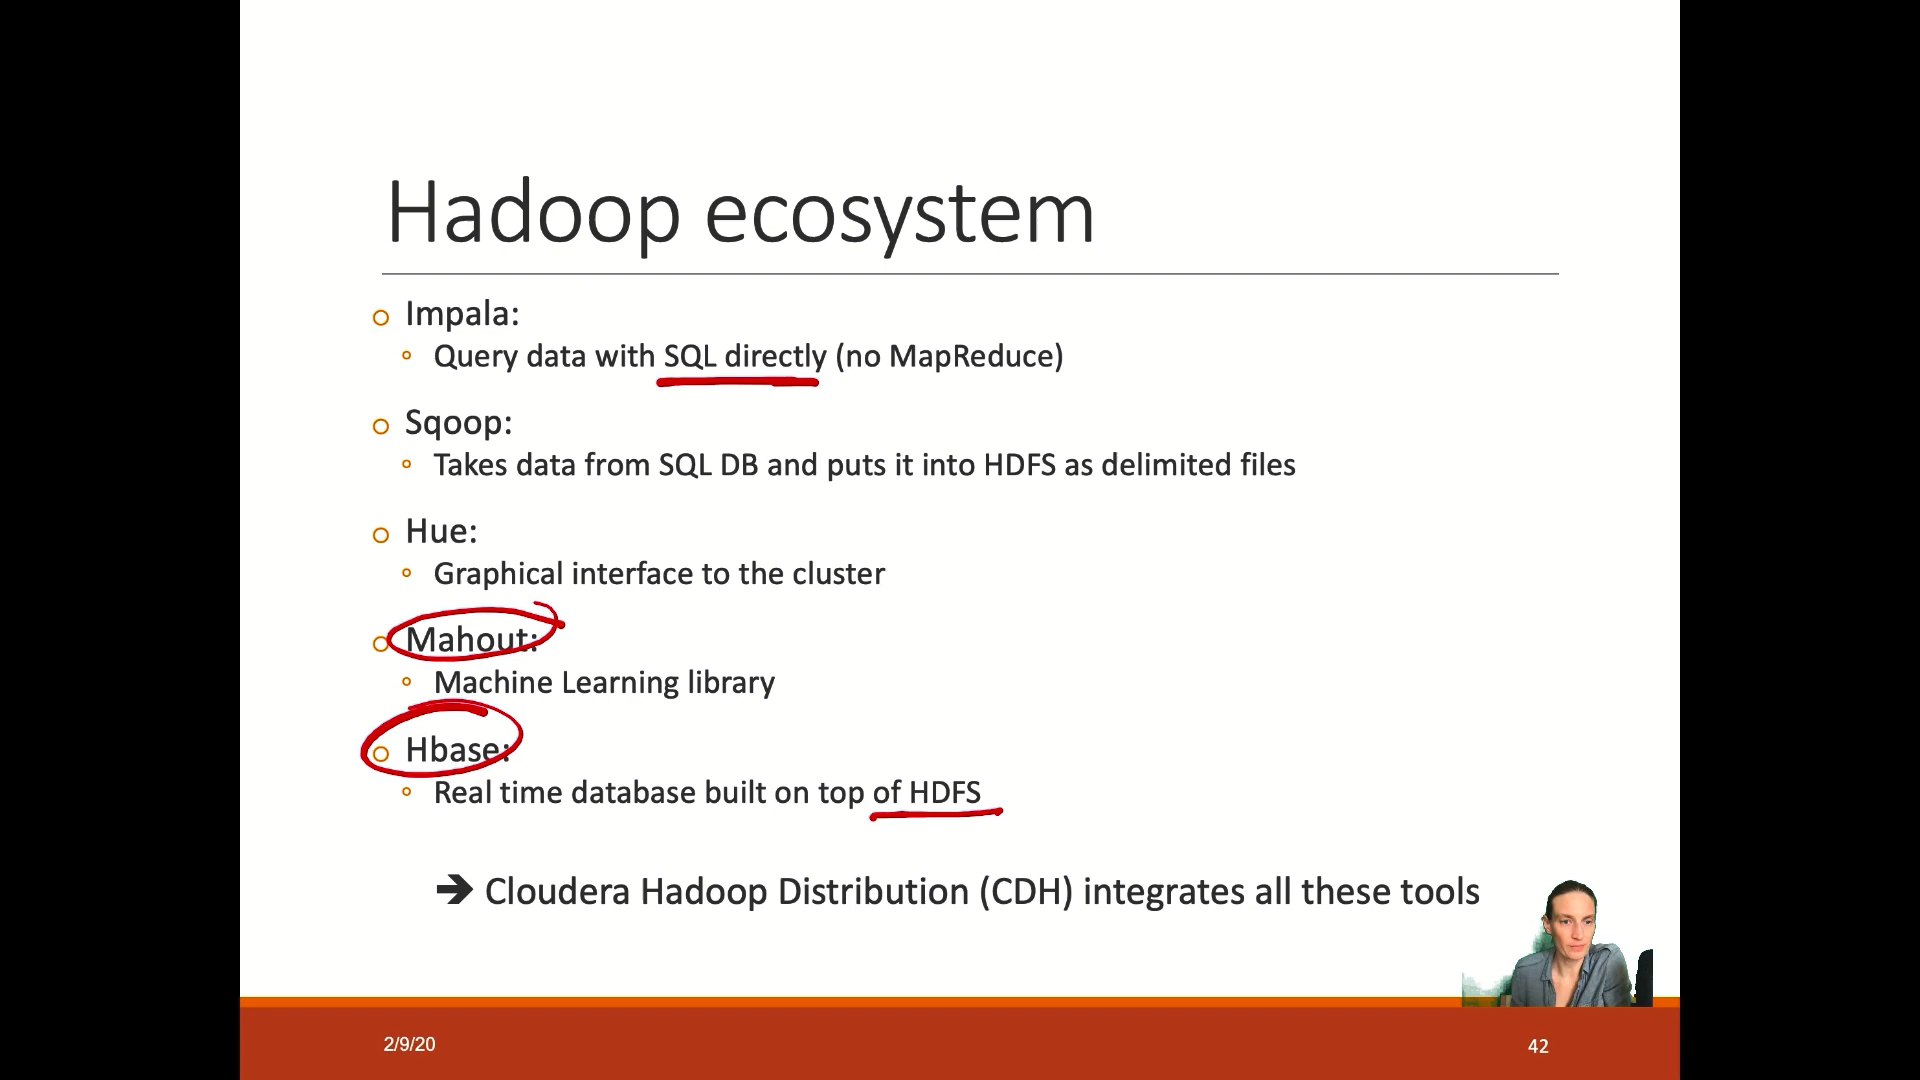 Hadoop ecosystem
Impala:
Query data with SQL directly (no MapReduce)
Sqoop:
Takes data from SQL DB and puts it into HDFS as delimited files
Hue:
Graphical interface to the cluster
Mahout:
Machine Learning library
Hbase:
Real time database built on top of HDFS
➔ Cloudera Hadoop Distribution (CDH) integrates all these tools
2/9/20
42